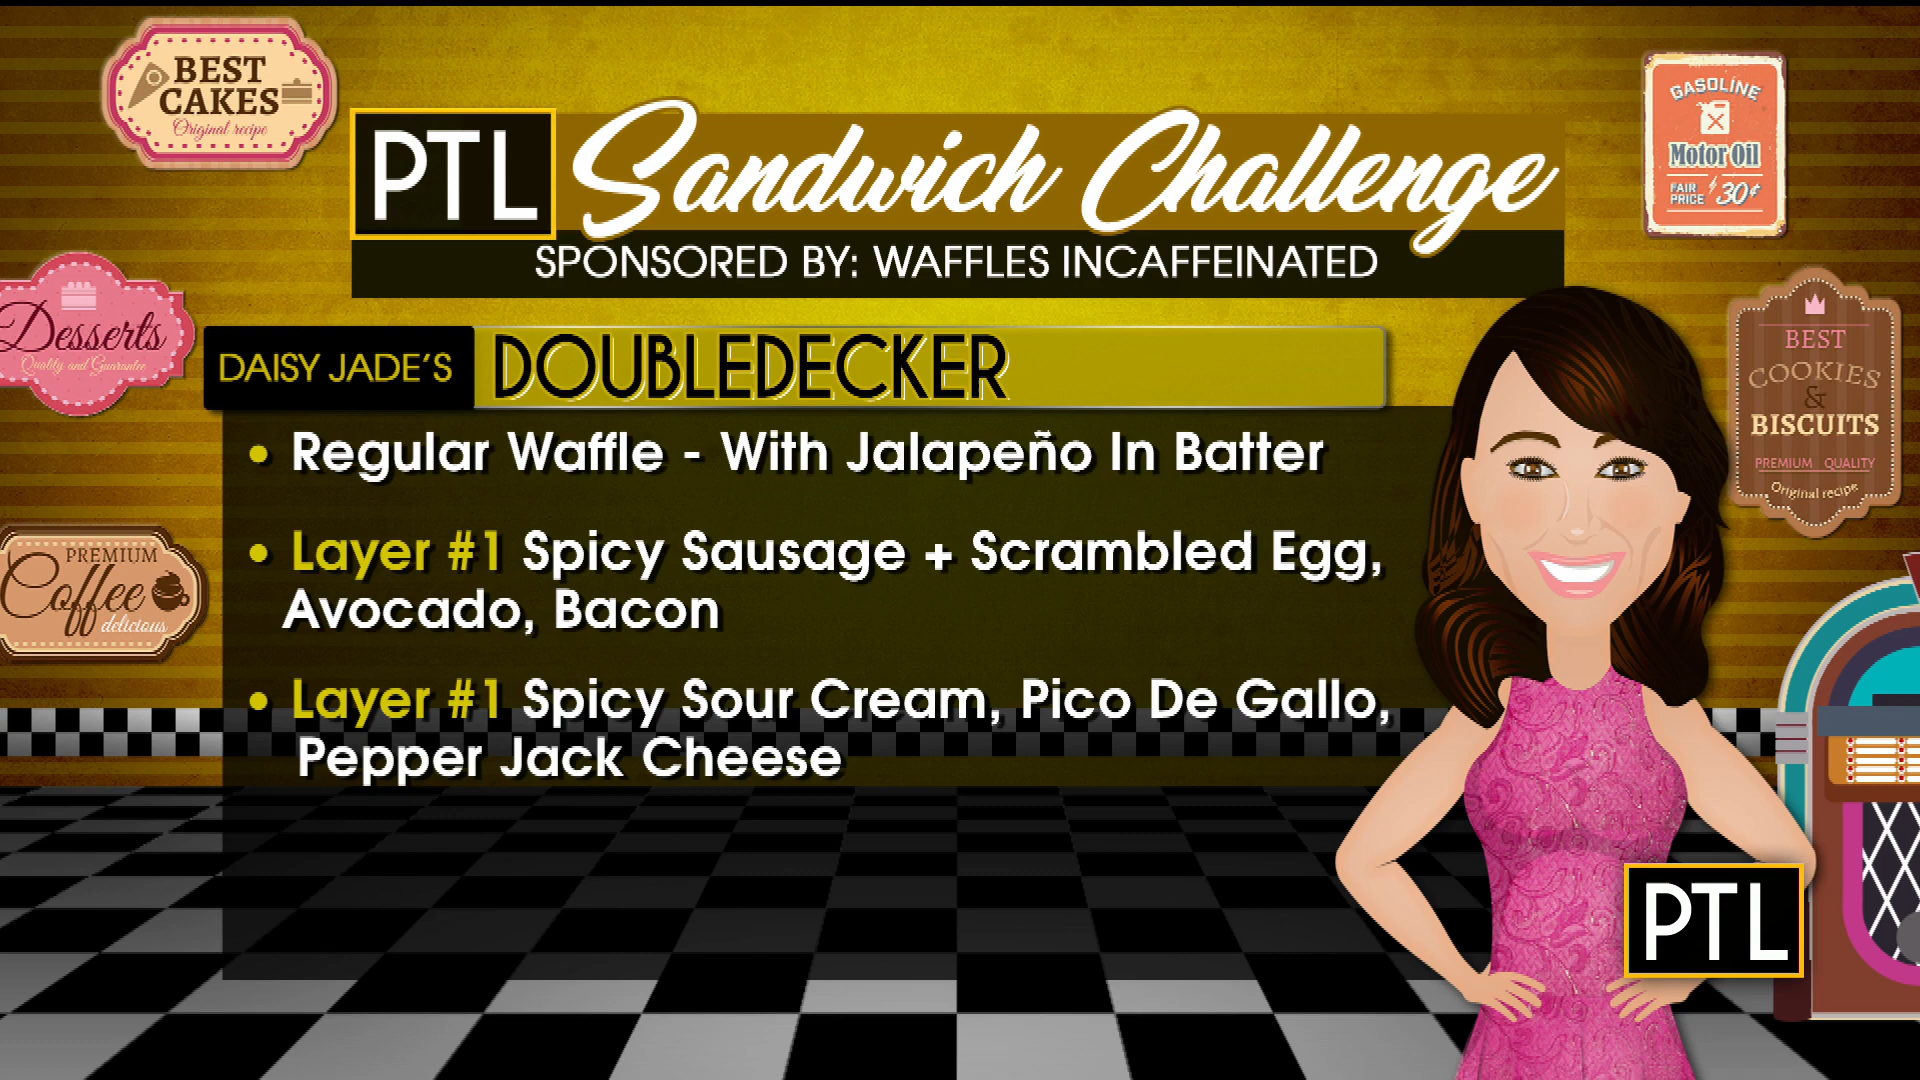 BEST
CAKES
Original recipe
GASOLINE
Motor Oil
FAIR
PRICE
30¢
PTL Sandwich Challenge
SPONSORED BY: WAFFLES INCAFFEINATED
Desserts
Quality and Guarantee
DAISY JADE'S DOUBLEDECKER
• Regular Waffle - With Jalapeño In Batter
• Layer #1 Spicy Sausage + Scrambled Egg,
Avocado, Bacon
• Layer #1 Spicy Sour Cream, Pico De Gallo,
Pepper Jack Cheese
BEST
COOKIES
&
BISCUITS
PREMIUM QUALITY
Original recipe
PREMIUM
Coffee
delicious
PTL